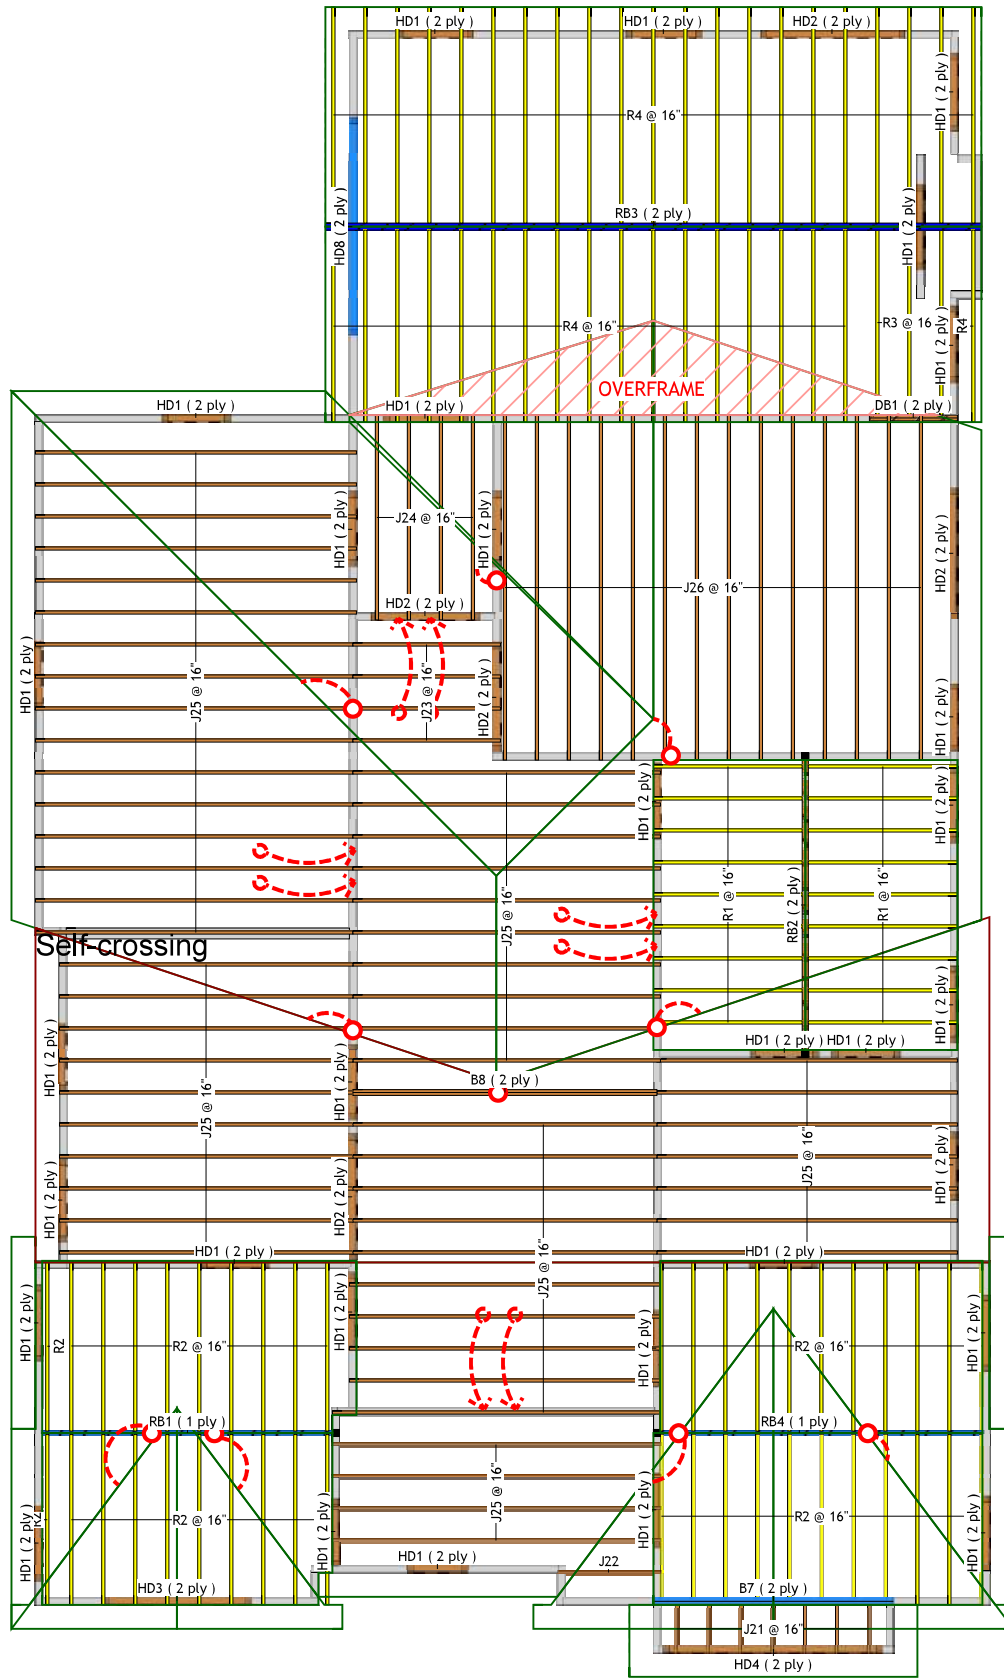 HD1 ( 2 ply )
HD1 ( 2 ply )
HD2 ( 2 ply )
HD1 ( 2 ply )
R4 @ 16"
HD8 ( 2 ply )
RB3 ( 2 ply )
HD1 ( 2 ply )
R4 @ 16"
R3 @ 16
HD1 ( 2 ply )
R4
OVERFRAME
HD1 ( 2 ply )
HD1 ( 2 ply )
DB1 ( 2 ply )
HD1 ( 2 ply )
J24 @ 16"
HD1 ( 2 ply )
HD2 ( 2 ply )
J26 @ 16"
HD2 ( 2 ply )
HD1 ( 2 ply )
J25 @ 16"
J23 @ 16"
HD2 ( 2 ply )
HD1 ( 2 ply )
HD1 ( 2 ply )
HD1 ( 2 ply )
R1 @ 16"
RB2 ( 2 ply )
R1 @ 16"
J25 @ 16"
Self-crossing
HD1 ( 2 ply )
HD1 ( 2 ply )
HD1 ( 2 ply )
HD1 ( 2 ply )
HD1 ( 2 ply )
B8 ( 2 ply )
J25 @ 16"
J25 @ 16"
HD1 ( 2 ply )
HD1 ( 2 ply )
HD2 ( 2 ply )
HD1 ( 2 ply )
HD1 ( 2 ply )
J25 @ 16"
HD1 ( 2 ply )
R2
R2 @ 16"
HD1 ( 2 ply )
HD1 ( 2 ply )
R2 @ 16"
HD1 ( 2 ply )
RB1 ( 1 ply )
RB4 ( 1 ply )
J25 @ 16"
HD1 ( 2 ply )
R2
R2 @ 16"
HD1 ( 2 ply )
HD1 ( 2 ply )
R2 @ 16"
HD1 ( 2 ply )
HD1 ( 2 ply )
J22
HD3 ( 2 ply )
B7 ( 2 ply )
J21 @ 16"
HD4 ( 2 ply )